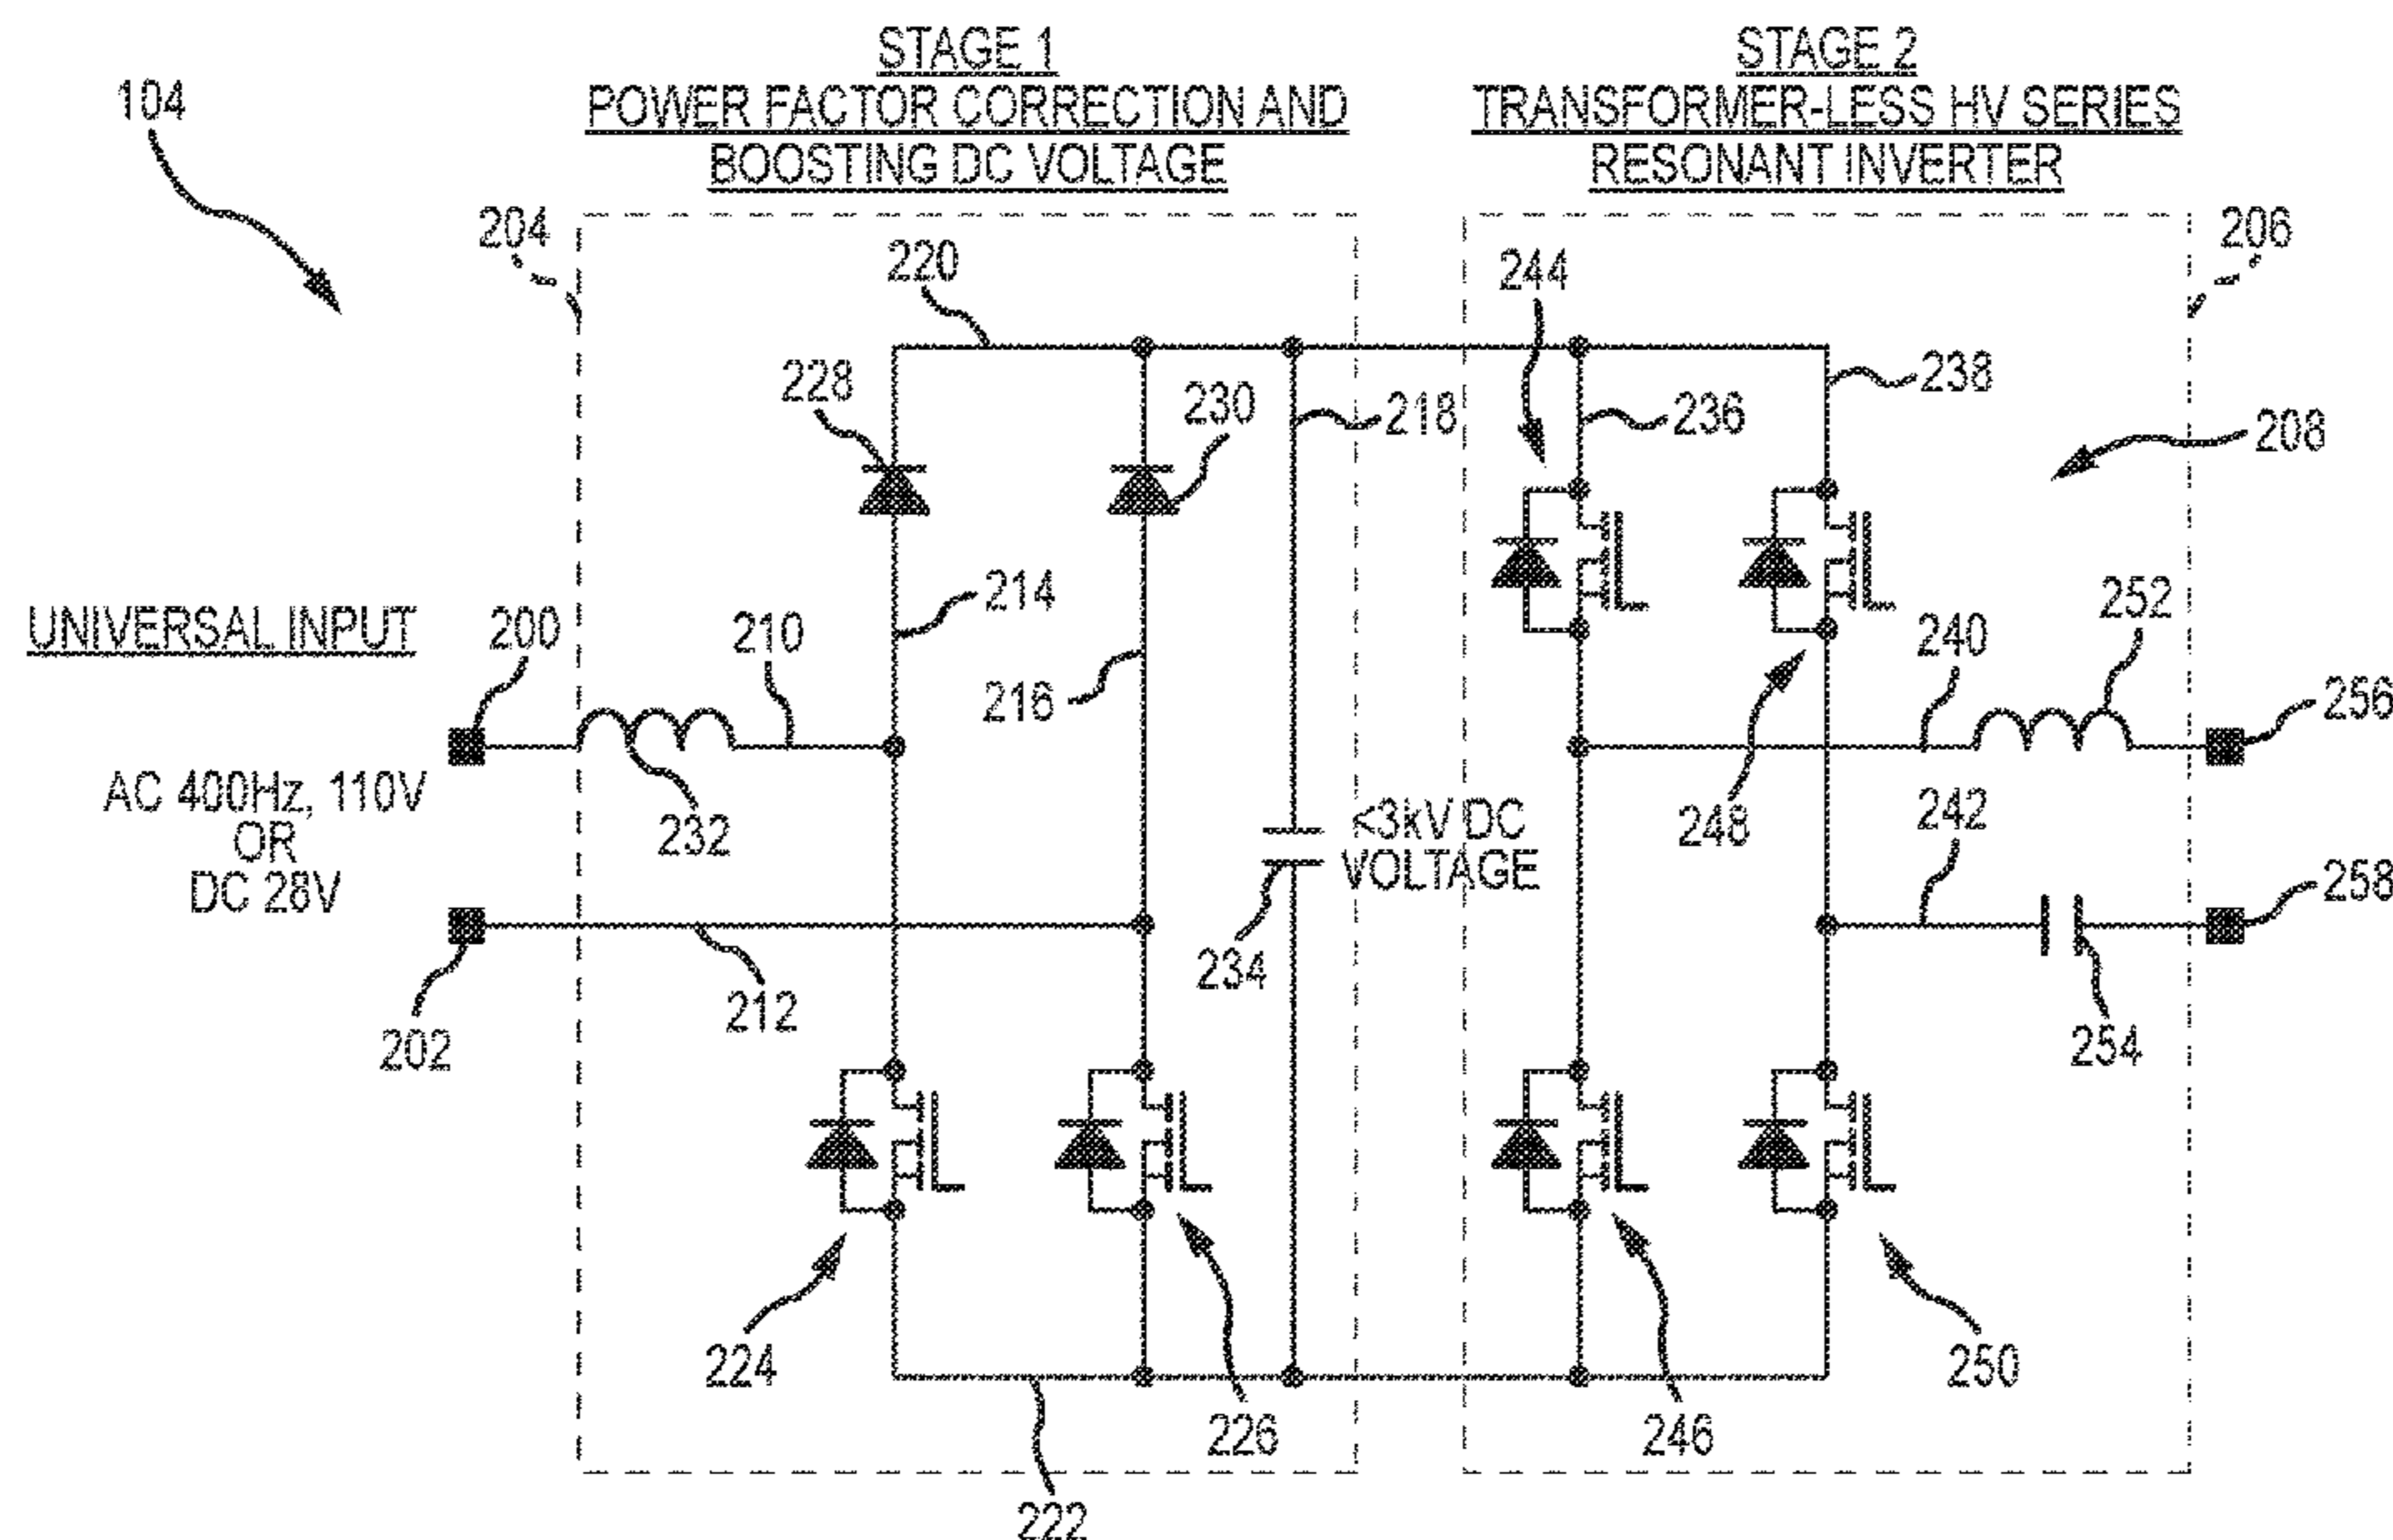 STAGE 1
POWER FACTOR CORRECTION AND
BOOSTING DC VOLTAGE
STAGE 2
TRANSFORMER-LESS HV SERIES
RESONANT INVERTER
104
204
206
220
244
228
230
218
236
238
208
UNIVERSAL INPUT
200
210
214
216
240
252
256
AC 400Hz, 110V
OR
DC 28V
232
<3kV DC
VOLTAGE
248
242
258
202
212
234
254
224
226
246
250
222